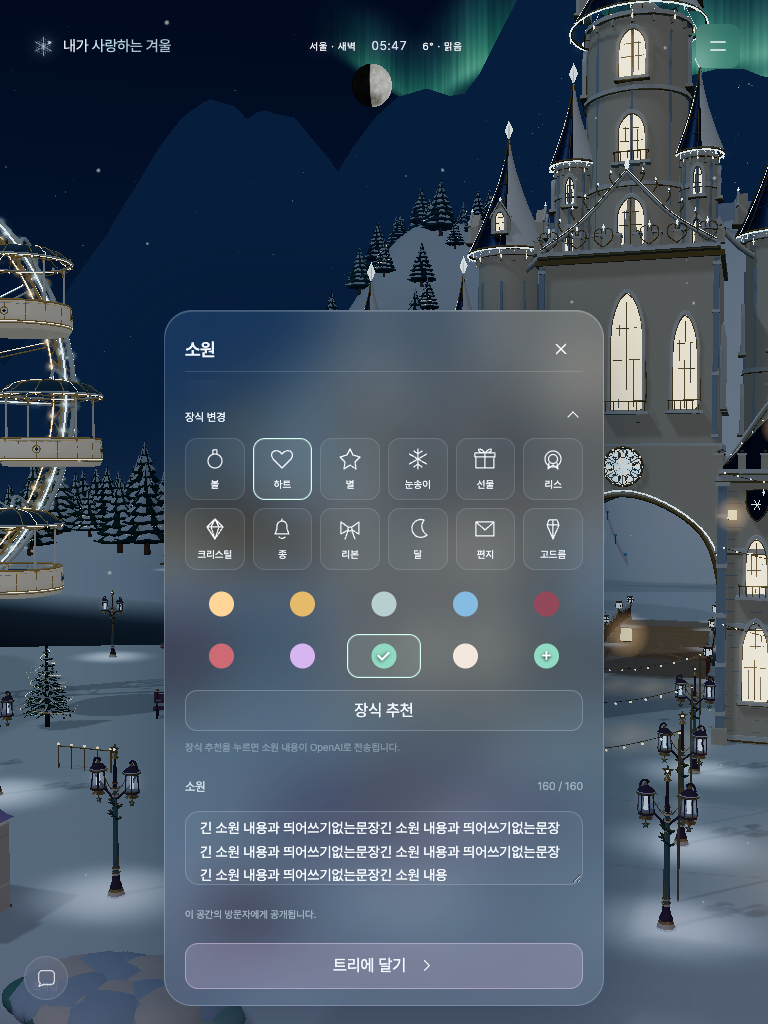 내가 사랑하는 겨울
서울 · 새벽 05:47 6° · 맑음
소원
장식 변경
볼 하트 별 눈송이 선물 리스
크리스털 종 리본 달 편지 고드름
장식 추천
장식 추천을 누르면 소원 내용이 OpenAI로 전송됩니다.
소원 160 / 160
긴 소원 내용과 띄어쓰기없는문장긴 소원 내용과 띄어쓰기없는문장
긴 소원 내용과 띄어쓰기없는문장긴 소원 내용과 띄어쓰기없는문장
긴 소원 내용과 띄어쓰기없는문장긴 소원 내용
이 공간의 방문자에게 공개됩니다.
트리에 달기